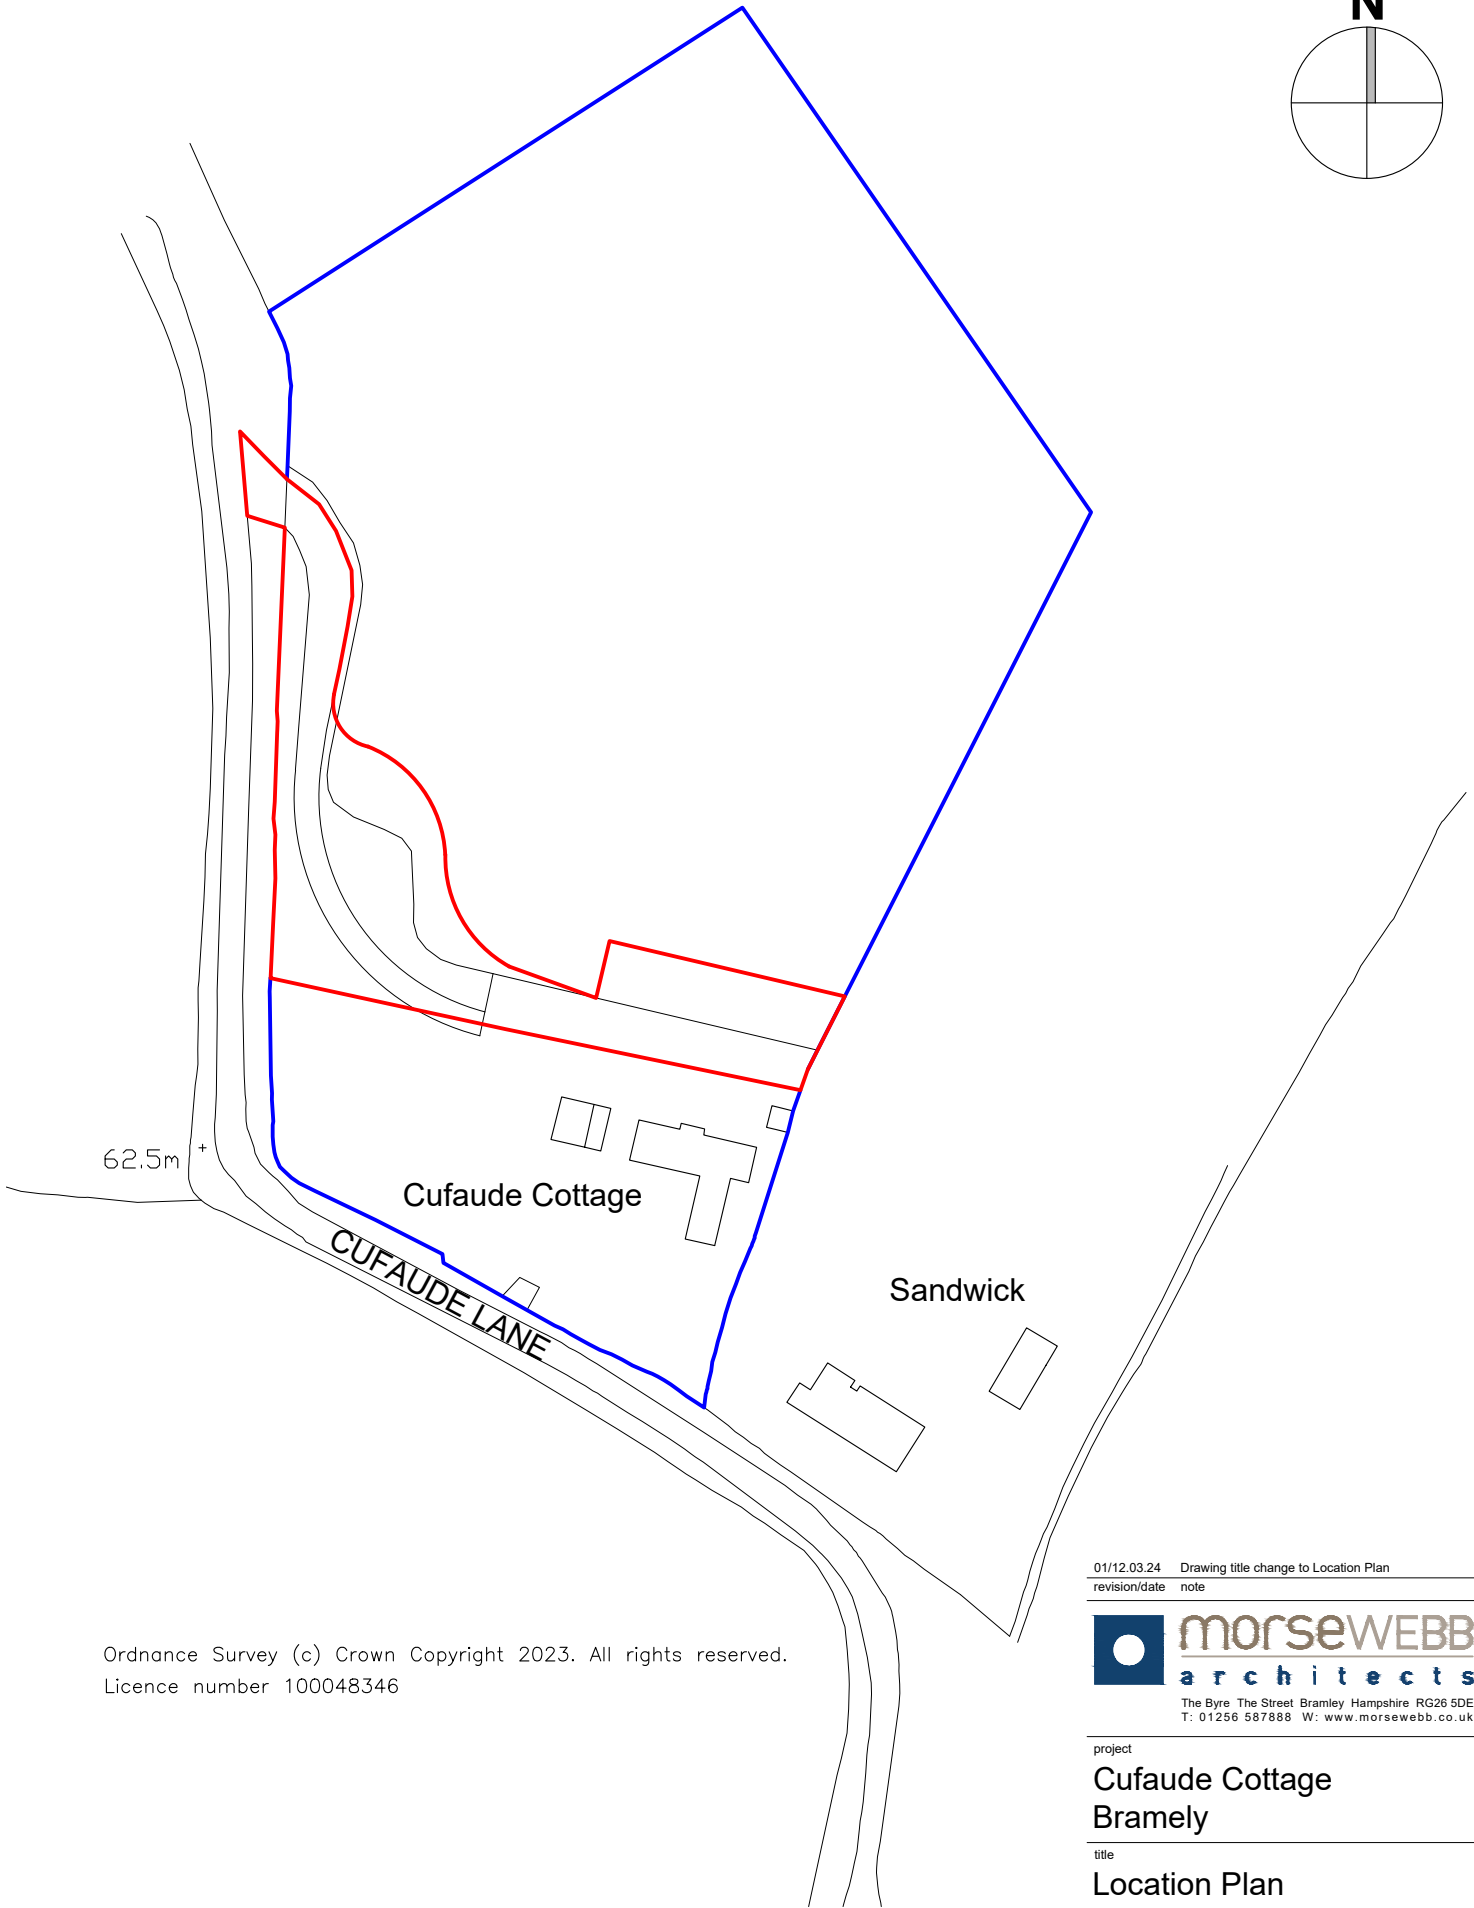 N
62.5m
Cufaude Cottage
CUFAUDE LANE
Sandwick
Ordnance Survey (c) Crown Copyright 2023. All rights reserved.
Licence number 100048346
01/12.03.24 Drawing title change to Location Plan
revision/date note
morseWEBB
architects
The Byre The Street Bramley Hampshire RG26 5DE
T: 01256 587888 W: www.morsewebb.co.uk
project
Cufaude Cottage
Bramely
title
Location Plan